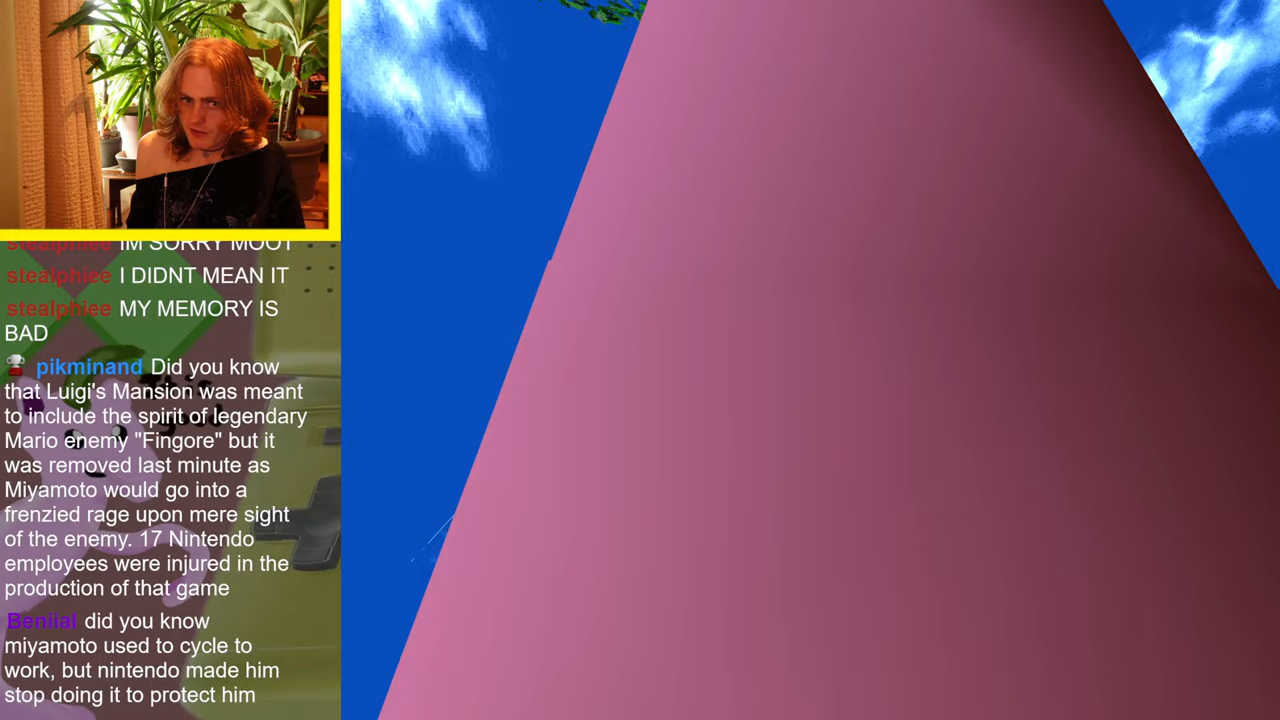 stealphiee IM SORRY MOOT
stealphiee I DIDNT MEAN IT
stealphiee MY MEMORY IS
BAD
pikminand Did you know
that Luigi's Mansion was meant
to include the spirit of legendary
Mario enemy "Fingore" but it
was removed last minute as
Miyamoto would go into a
frenzied rage upon mere sight
of the enemy. 17 Nintendo
employees were injured in the
production of that game
Beniial did you know
miyamoto used to cycle to
work, but nintendo made him
stop doing it to protect him